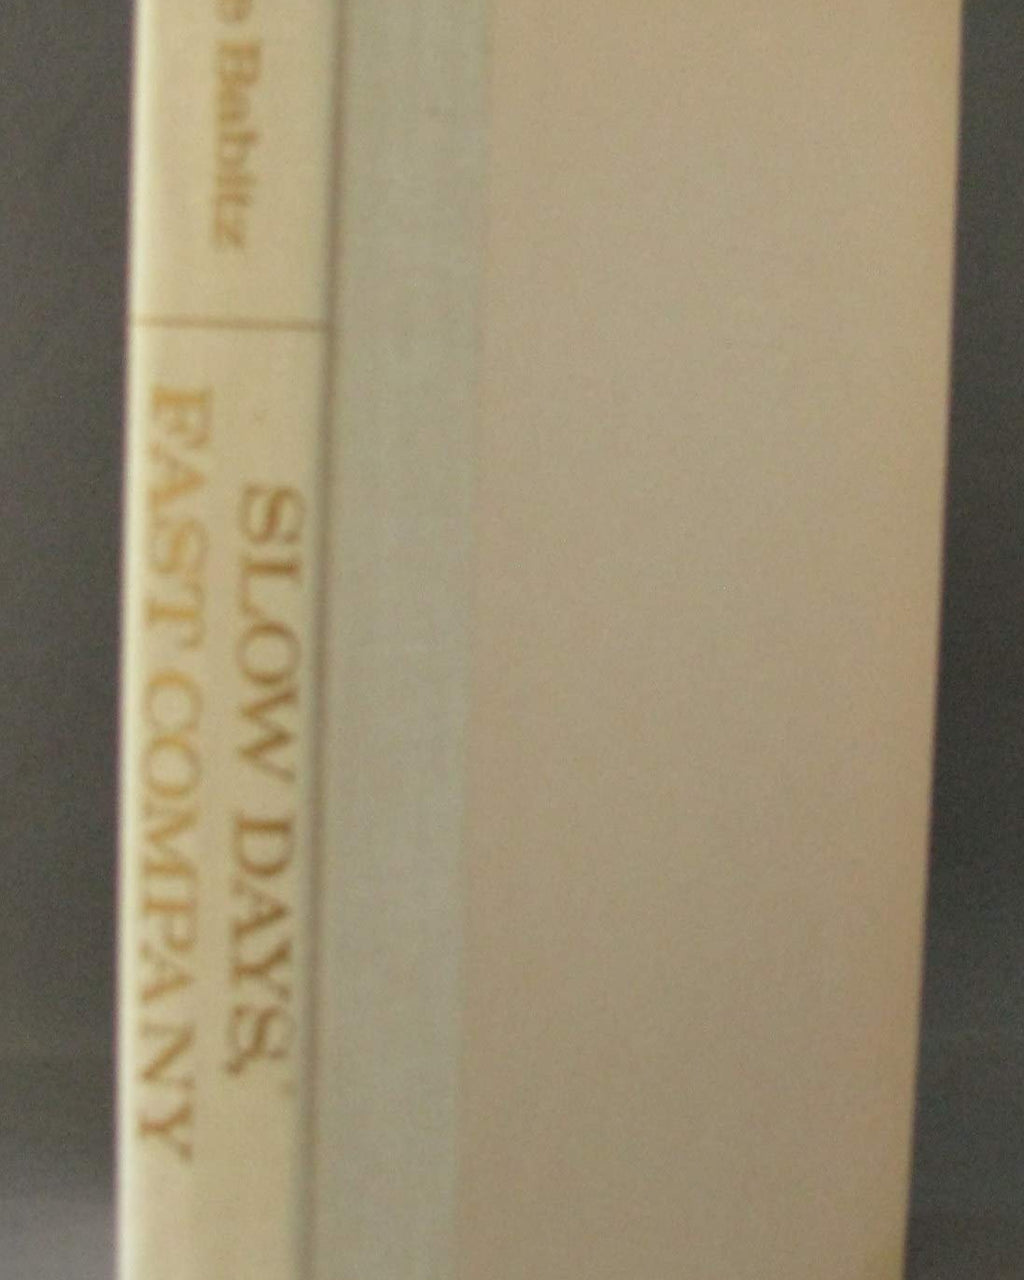 e Babitz
SLOW DAYS,
FAST COMPANY